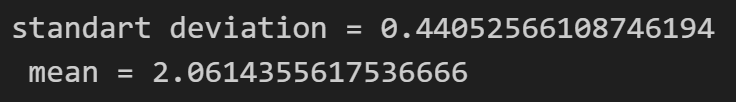 standart deviation = 0.44052566108746194
mean = 2.0614355617536666